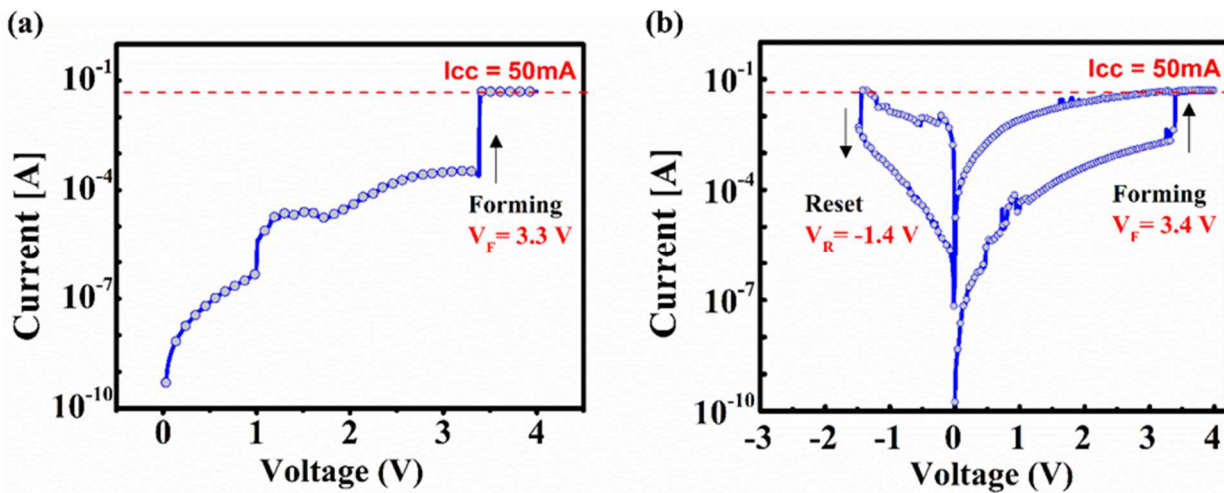 (a)
Icc = 50mA
10⁻¹
10⁻⁴
10⁻⁷
10⁻¹⁰
Current [A]
Forming
V_F= 3.3 V
0 1 2 3 4
Voltage (V)
(b)
Icc = 50mA
10⁻¹
10⁻⁴
10⁻⁷
10⁻¹⁰
Current [A]
Reset
V_R= -1.4 V
Forming
V_F= 3.4 V
-3 -2 -1 0 1 2 3 4
Voltage (V)